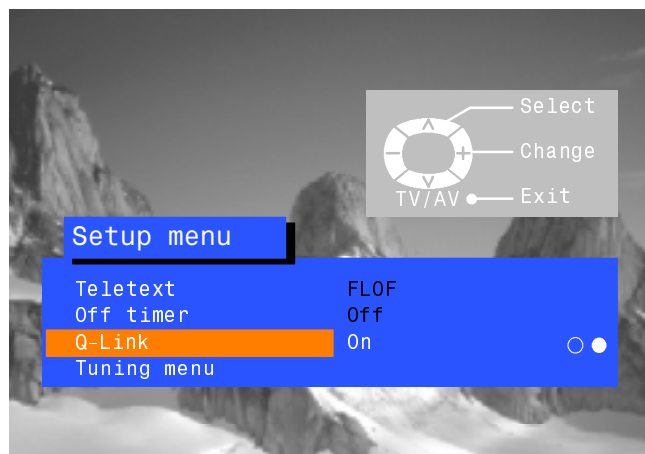 Select
Change
TV/AV Exit
Setup menu
Teletext FLOF
Off timer Off
Q-Link On
Tuning menu